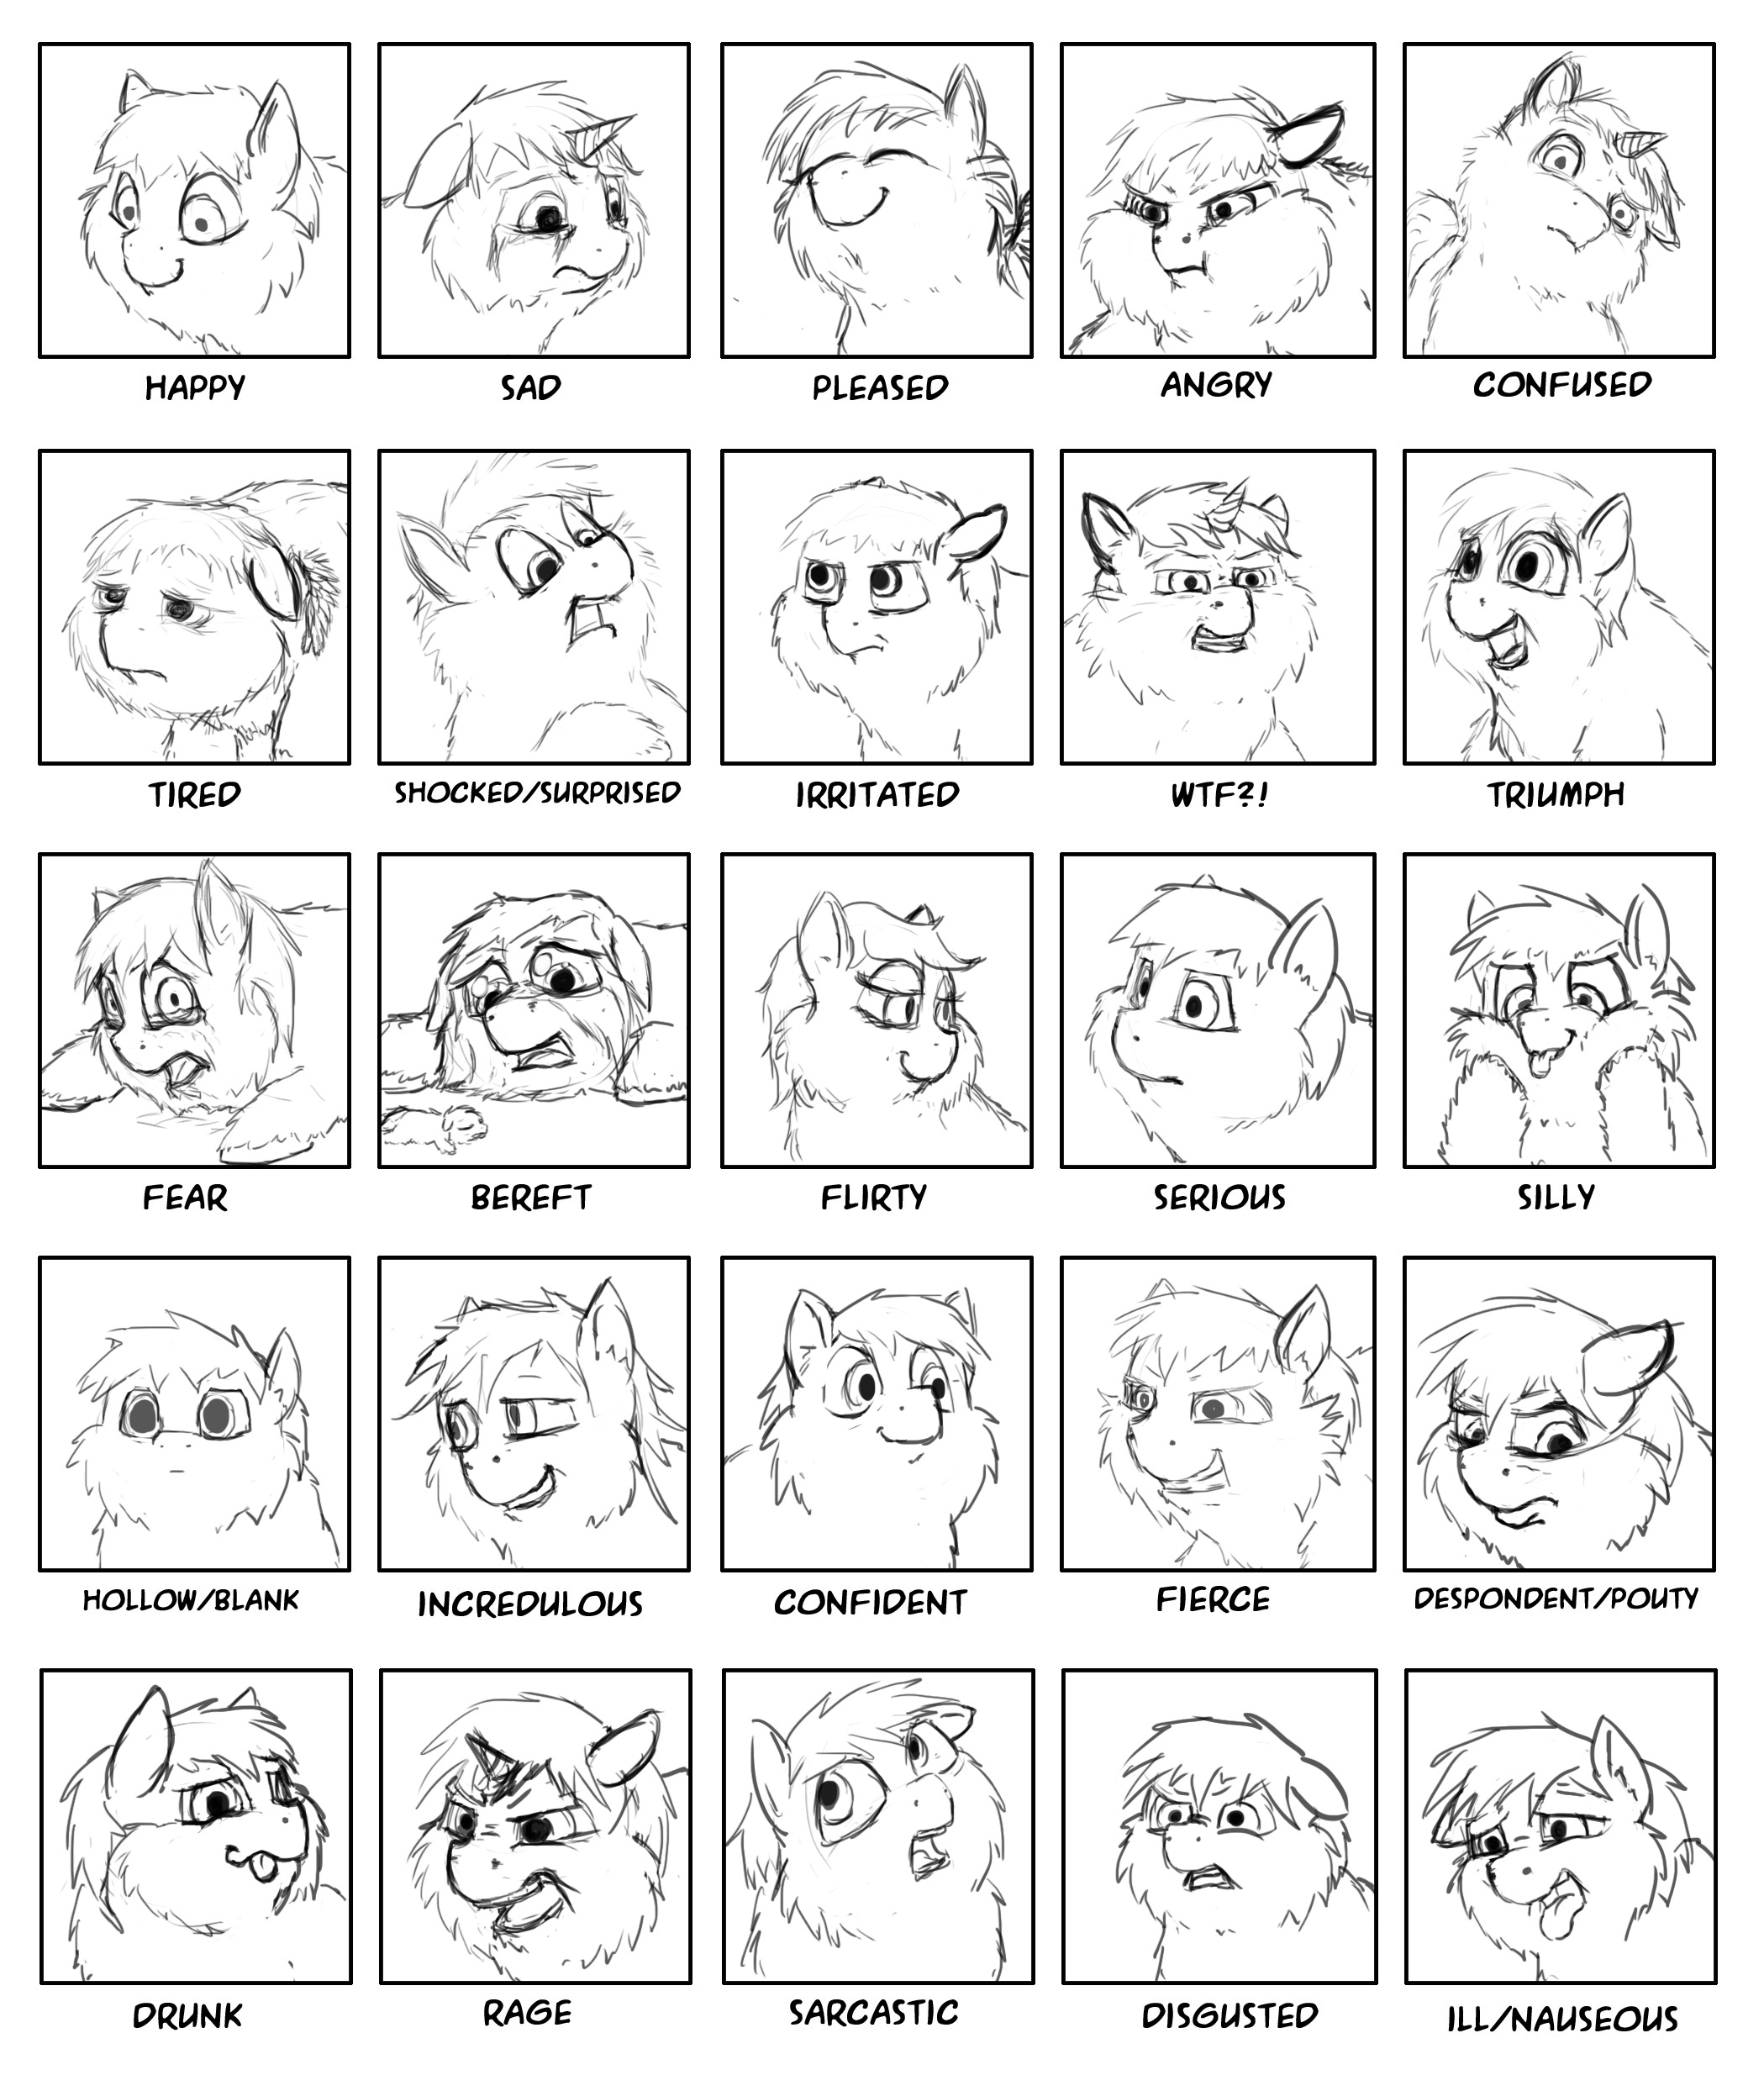 HAPPY
SAD
PLEASED
ANGRY
CONFUSED
TIRED
SHOCKED/SURPRISED
IRRITATED
WTF?!
TRIUMPH
FEAR
BEREFT
FLIRTY
SERIOUS
SILLY
HOLLOW/BLANK
INCREDULOUS
CONFIDENT
FIERCE
DESPONDENT/POUTY
DRUNK
RAGE
SARCASTIC
DISGUSTED
ILL/NAUSEOUS